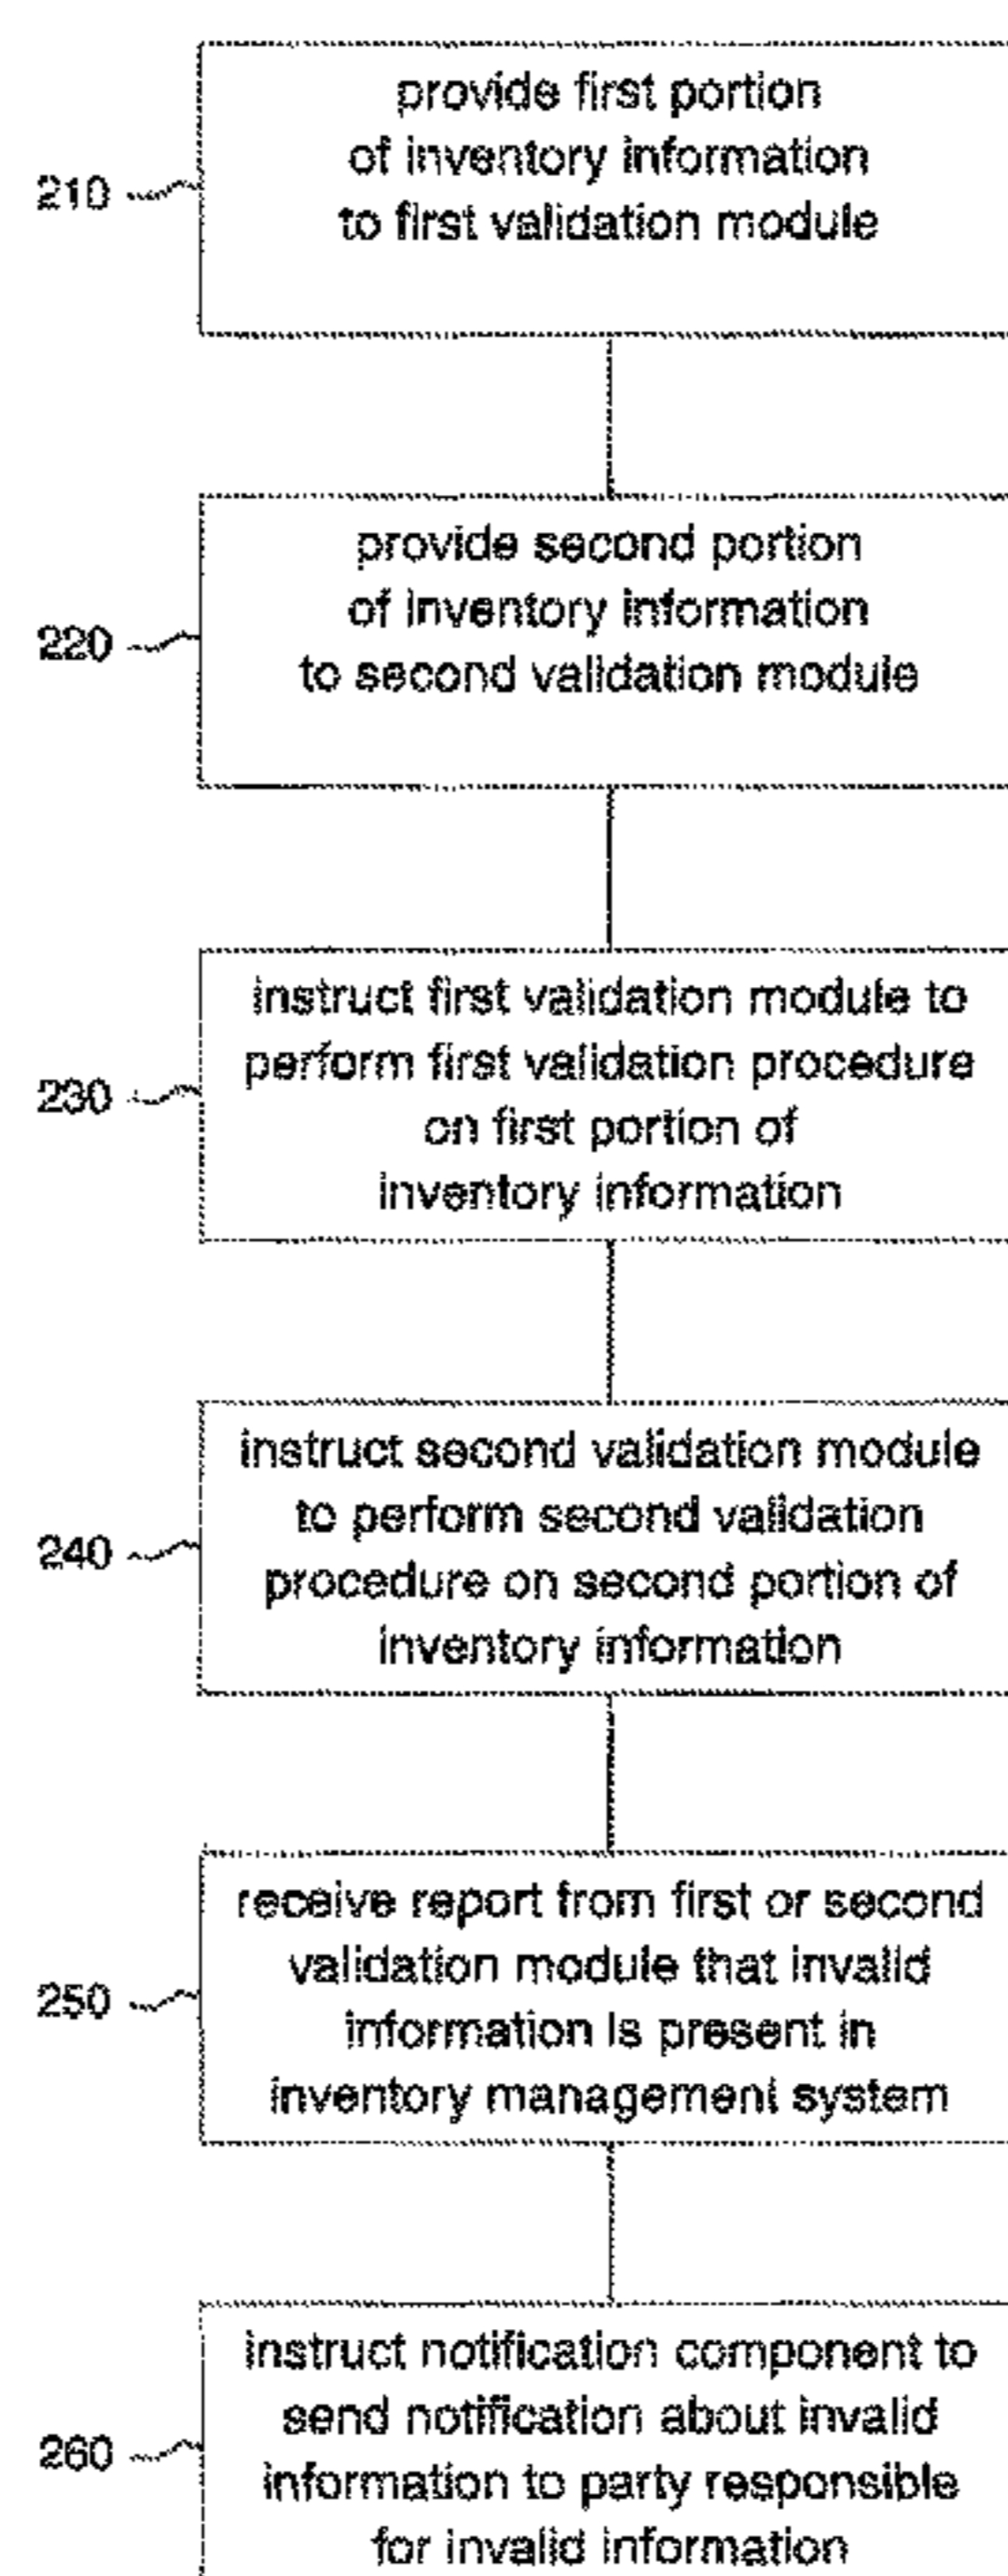 provide first portion
of inventory information
to first validation module
210
provide second portion
of inventory information
to second validation module
220
instruct first validation module to
perform first validation procedure
on first portion of
inventory information
230
instruct second validation module
to perform second validation
procedure on second portion of
inventory information
240
receive report from first or second
validation module that invalid
information is present in
inventory management system
250
instruct notification component to
send notification about invalid
information to party responsible
for invalid information
260